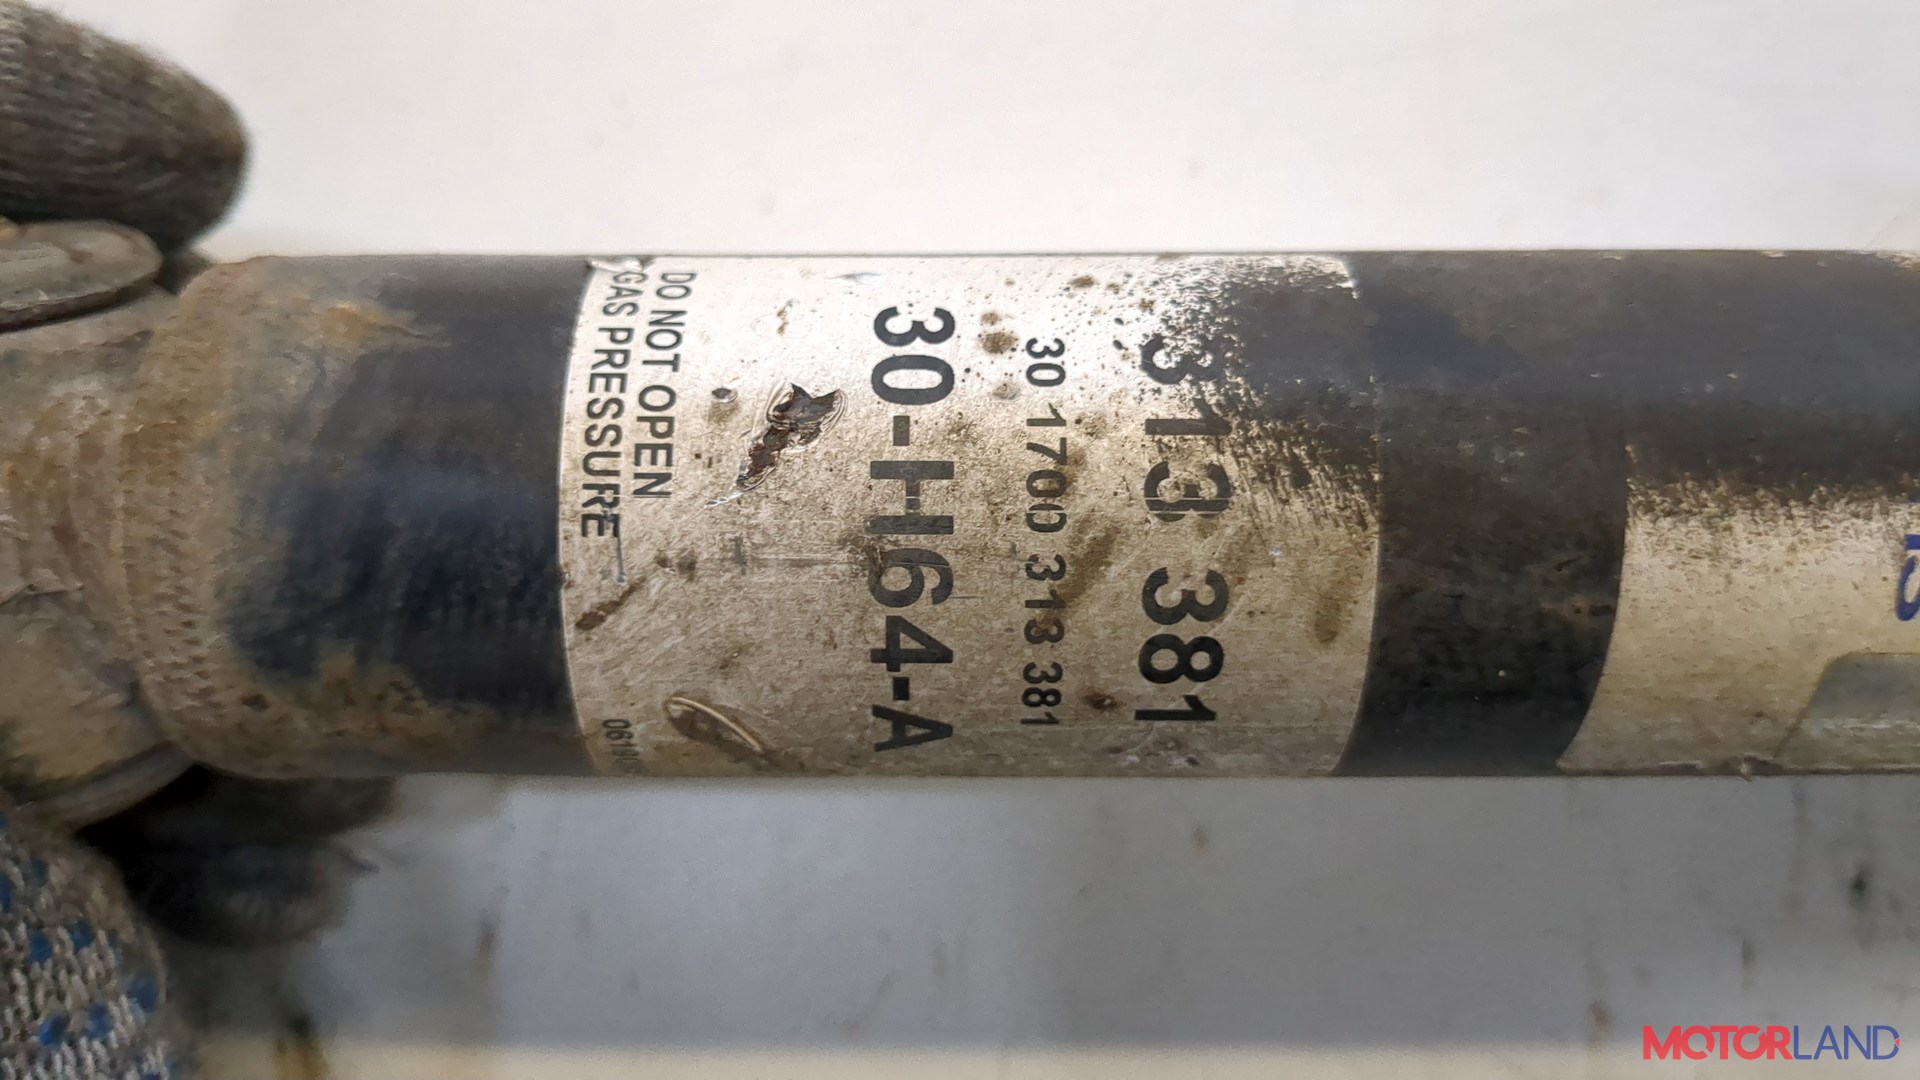 313 381
30 1700 313 381
30-H64-A
DO NOT OPEN
GAS PRESSURE
MOTORLAND